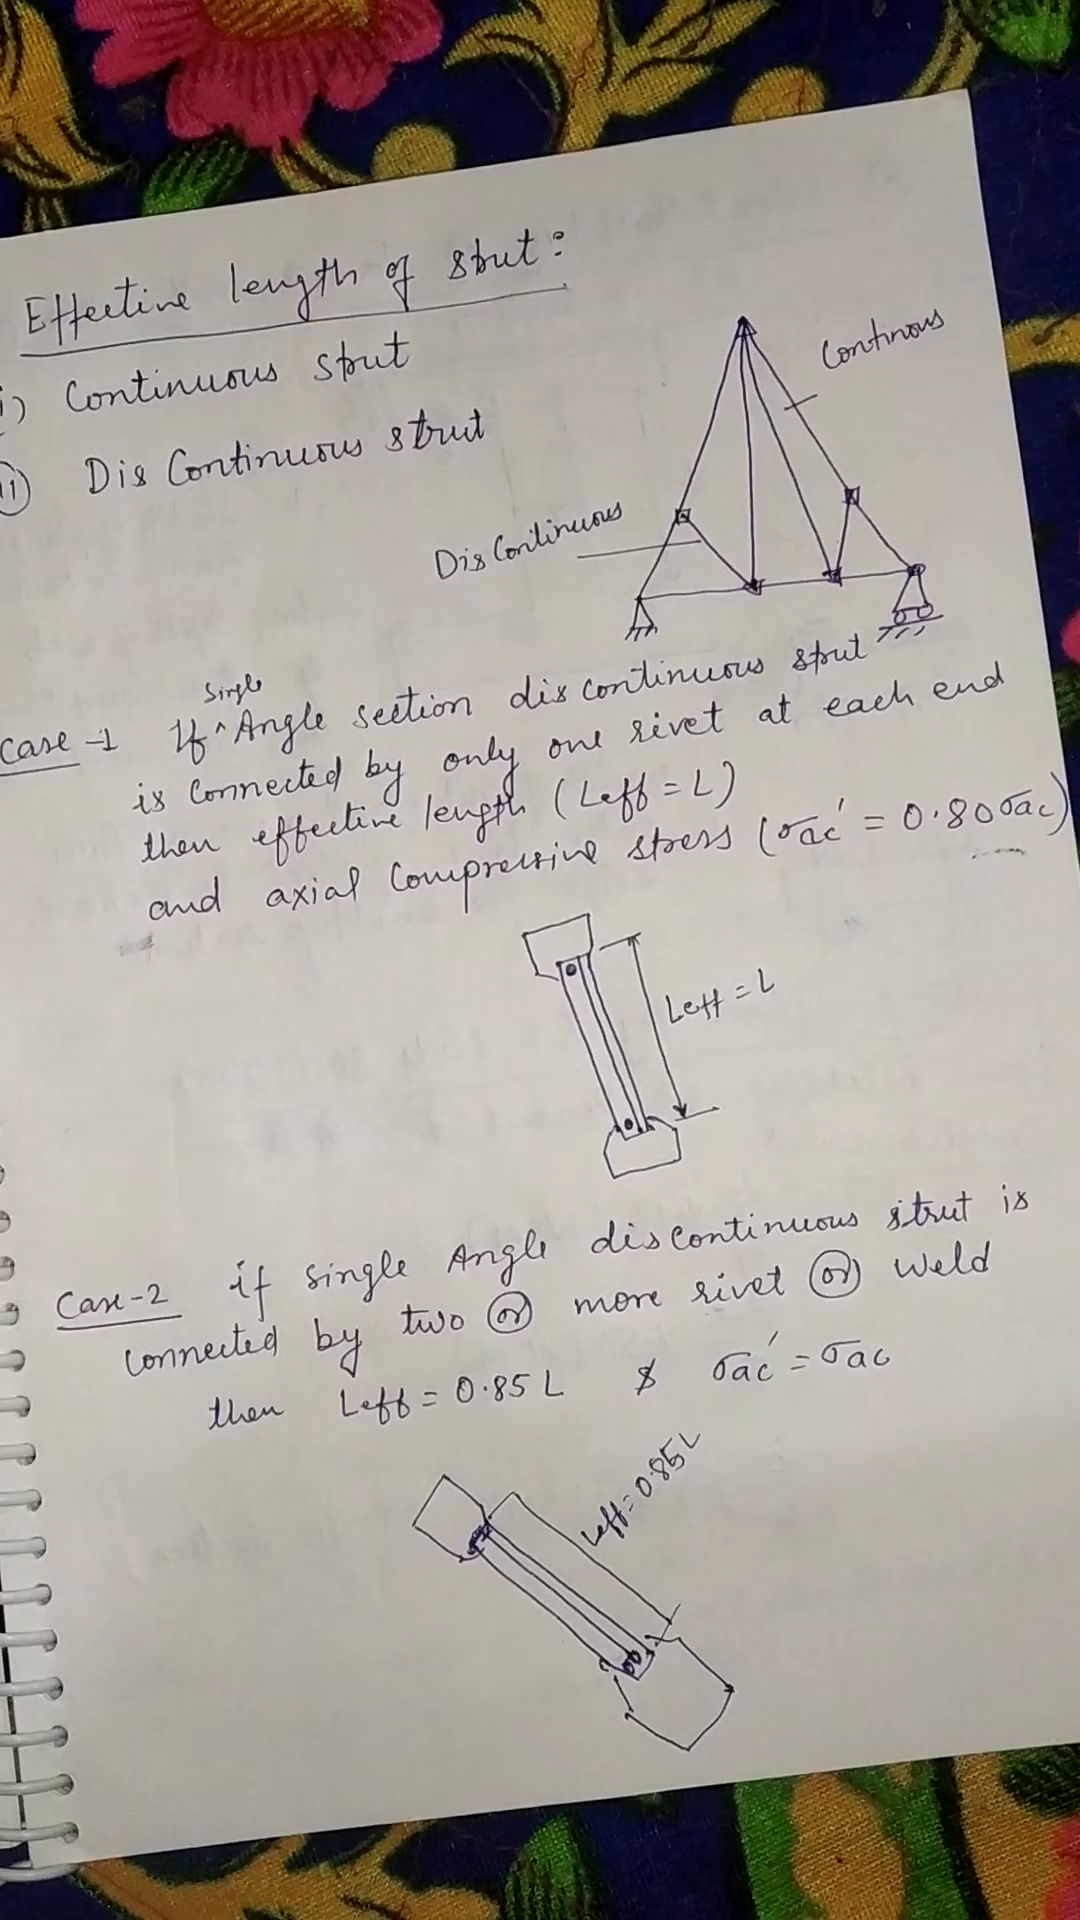 Effective length of strut:
i) Continuous strut
ii) Dis Continuous strut
Continous
Dis Continuous
Case-1 If ^ Single Angle section dis continuous strut
is connected by only one rivet at each end
then effective length (Leff = L)
and axial compressive stress (σac' = 0.80σac)
Leff = L
Case-2 if single Angle discontinuous strut is
connected by two or more rivet or weld
then Leff = 0.85 L & σac' = σac
Leff = 0.85L